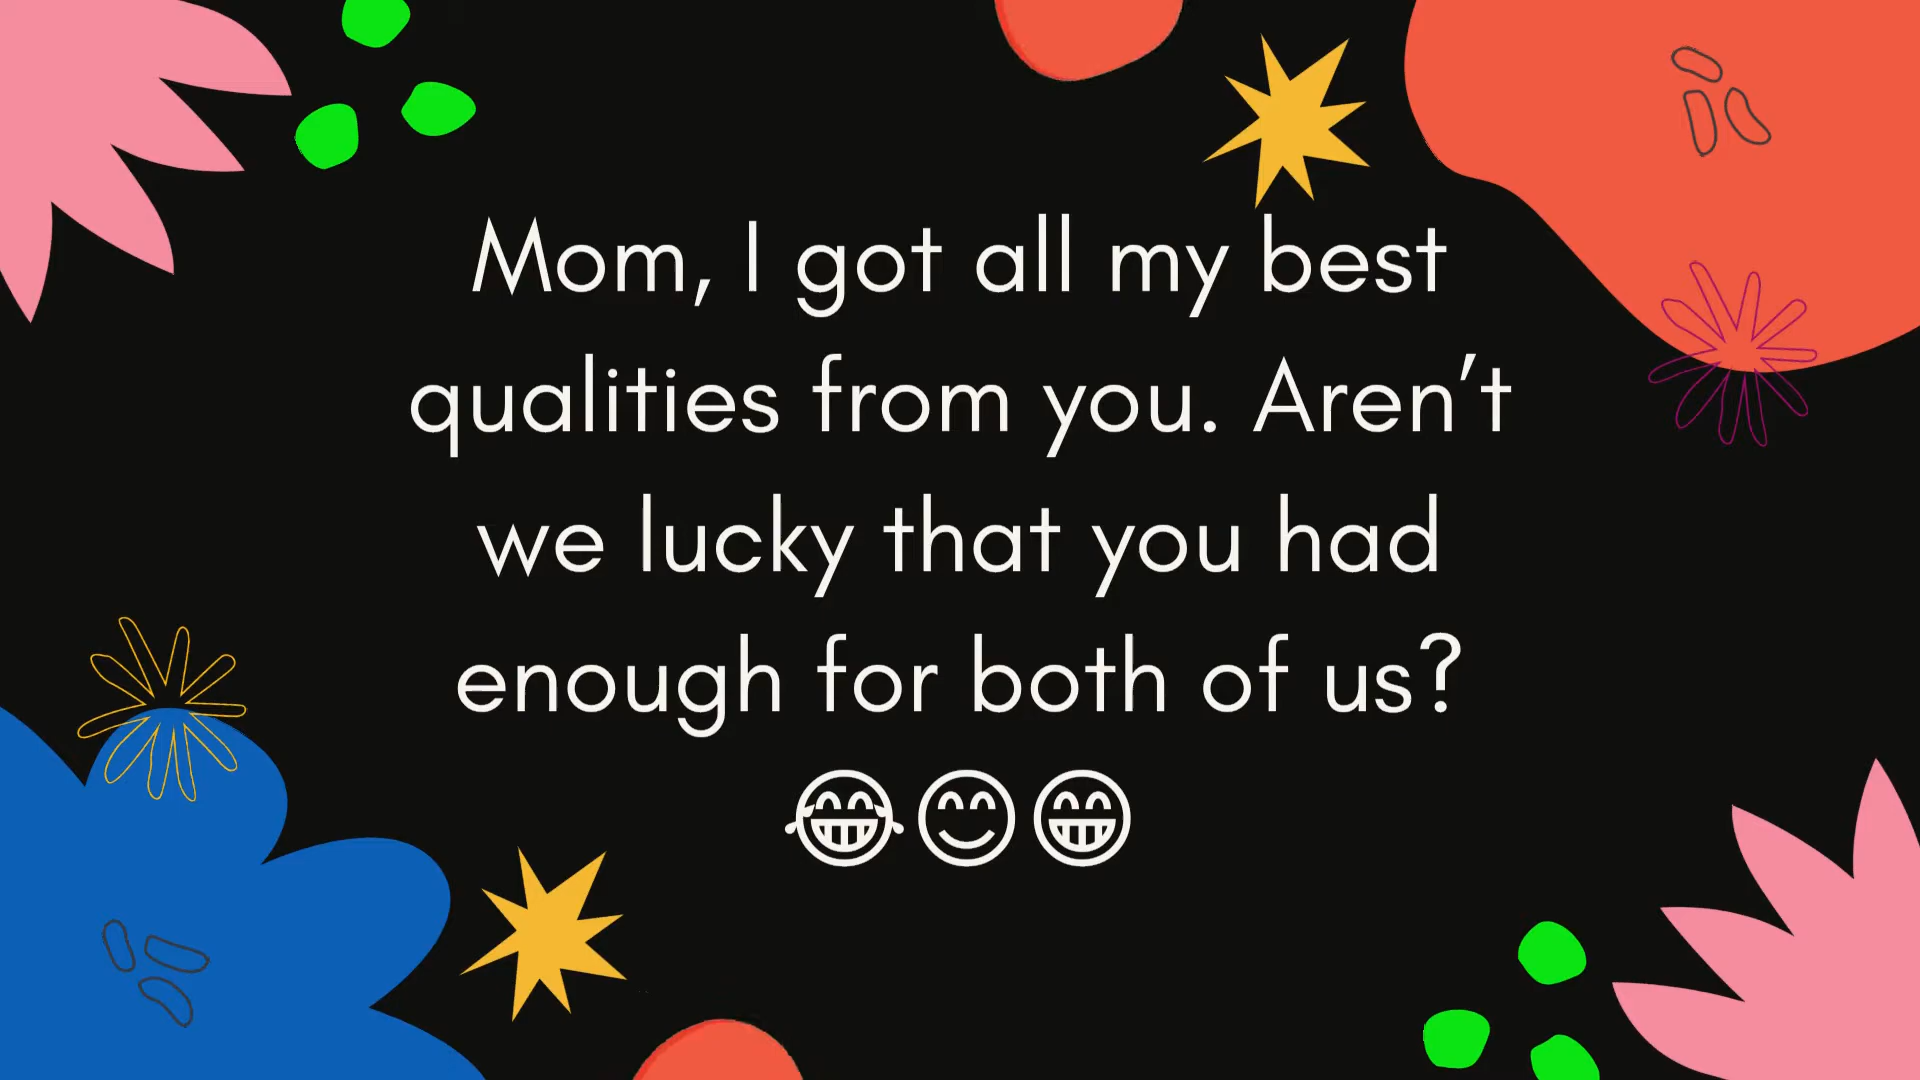 Mom, I got all my best
qualities from you. Aren’t
we lucky that you had
enough for both of us?
😂😊😁